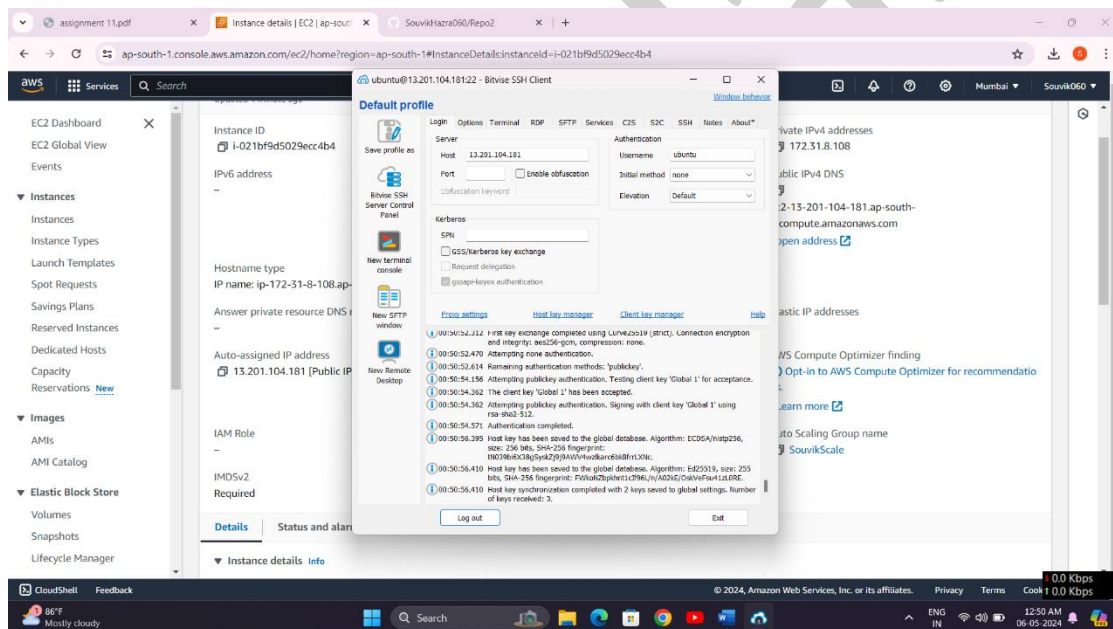 assignment 11.pdf
Instance details | EC2 | ap-sout
SouvikHazra060/Repo2
ap-south-1.console.aws.amazon.com/ec2/home?region=ap-south-1#InstanceDetails:instanceId=i-021bf9d5029ecc4b4
aws
Services
Search
Mumbai
Souvik060
EC2 Dashboard
EC2 Global View
Events
Instances
Instances
Instance Types
Launch Templates
Spot Requests
Savings Plans
Reserved Instances
Dedicated Hosts
Capacity
Reservations New
Images
AMIs
AMI Catalog
Elastic Block Store
Volumes
Snapshots
Lifecycle Manager
Instance ID
i-021bf9d5029ecc4b4
IPv6 address
–
Hostname type
IP name: ip-172-31-8-108.ap-
Answer private resource DNS
–
Auto-assigned IP address
13.201.104.181 [Public IP
IAM Role
–
IMDSv2
Required
Details
Status and alar
Instance details Info
ubuntu@13.201.104.181:22 - Bitvise SSH Client
Default profile
Window behavior
Save profile as
Bitvise SSH
Server Control
Panel
New terminal
console
New SFTP
window
New Remote
Desktop
Login Options Terminal RDP SFTP Services C2S S2C SSH Notes About*
Server
Host 13.201.104.181
Port
Enable obfuscation
Obfuscation keyword
Kerberos
SPN
GSS/Kerberos key exchange
Request delegation
gssapi-keyex authentication
Authentication
Username ubuntu
Initial method none
Elevation Default
Proxy settings Host key manager Client key manager Help
00:50:52.312 First key exchange completed using Curve25519 (strict). Connection encryption
and integrity: aes256-gcm, compression: none.
00:50:52.470 Attempting none authentication.
00:50:52.614 Remaining authentication methods: 'publickey'.
00:50:54.156 Attempting publickey authentication. Testing client key 'Global 1' for acceptance.
00:50:54.362 The client key 'Global 1' has been accepted.
00:50:54.362 Attempting publickey authentication. Signing with client key 'Global 1' using
rsa-sha2-512.
00:50:54.571 Authentication completed.
00:50:56.395 Host key has been saved to the global database. Algorithm: ECDSA/nistp256,
size: 256 bits, SHA-256 fingerprint:
00:50:56.410 Host key has been saved to the global database. Algorithm: Ed25519, size: 255
bits, SHA-256 fingerprint:
00:50:56.410 Host key synchronization completed with 2 keys saved to global settings. Number
of keys received: 3.
Log out
Exit
rivate IPv4 addresses
172.31.8.108
ublic IPv4 DNS
:2-13-201-104-181.ap-south-
compute.amazonaws.com
open address
astic IP addresses
WS Compute Optimizer finding
Opt-in to AWS Compute Optimizer for recommendatio
s.
earn more
uto Scaling Group name
SouvikScale
CloudShell
Feedback
© 2024, Amazon Web Services, Inc. or its affiliates.
Privacy
Terms
Cook
0.0 Kbps
0.0 Kbps
86°F
Mostly cloudy
Search
ENG
IN
12:50 AM
06-05-2024